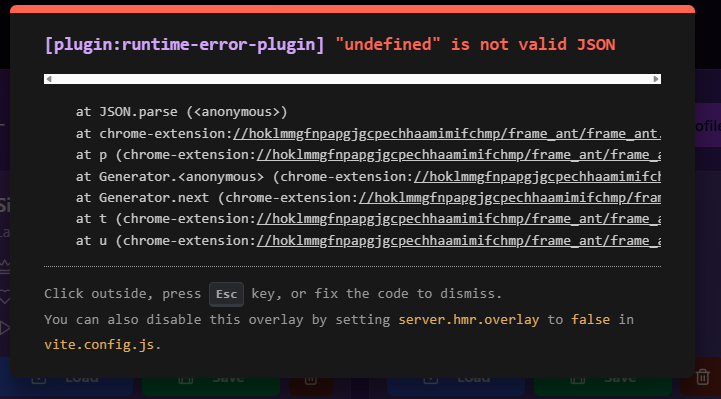 [plugin:runtime-error-plugin] "undefined" is not valid JSON
at JSON.parse (<anonymous>)
at chrome-extension://hoklmmgfnpapgjgcpechhaamimifchmp/frame_ant/frame_ant.
at p (chrome-extension://hoklmmgfnpapgjgcpechhaamimifchmp/frame_ant/frame_a
at Generator.<anonymous> (chrome-extension://hoklmmgfnpapgjgcpechhaamimifch
at Generator.next (chrome-extension://hoklmmgfnpapgjgcpechhaamimifchmp/fram
at t (chrome-extension://hoklmmgfnpapgjgcpechhaamimifchmp/frame_ant/frame_a
at u (chrome-extension://hoklmmgfnpapgjgcpechhaamimifchmp/frame_ant/frame_a
Click outside, press Esc key, or fix the code to dismiss.
You can also disable this overlay by setting server.hmr.overlay to false in
vite.config.js.
Load Save Load Save